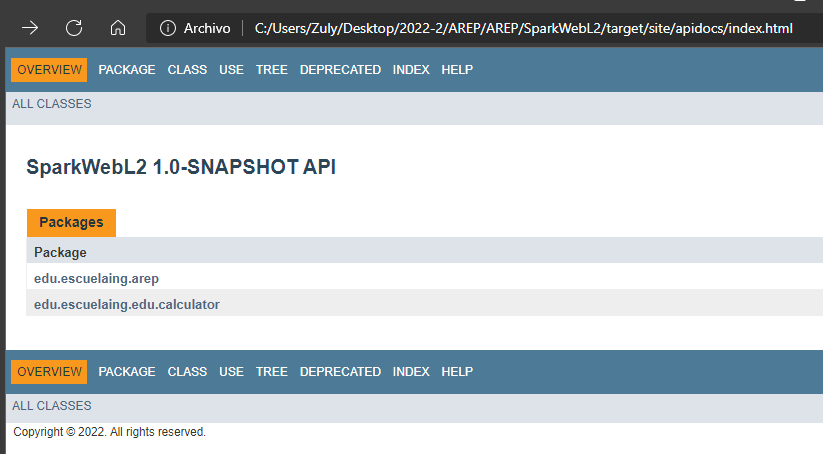 Archivo C:/Users/Zuly/Desktop/2022-2/AREP/AREP/SparkWebL2/target/site/apidocs/index.html
OVERVIEW PACKAGE CLASS USE TREE DEPRECATED INDEX HELP
ALL CLASSES
SparkWebL2 1.0-SNAPSHOT API
Packages
Package
edu.escuelaing.arep
edu.escuelaing.edu.calculator
OVERVIEW PACKAGE CLASS USE TREE DEPRECATED INDEX HELP
ALL CLASSES
Copyright © 2022. All rights reserved.